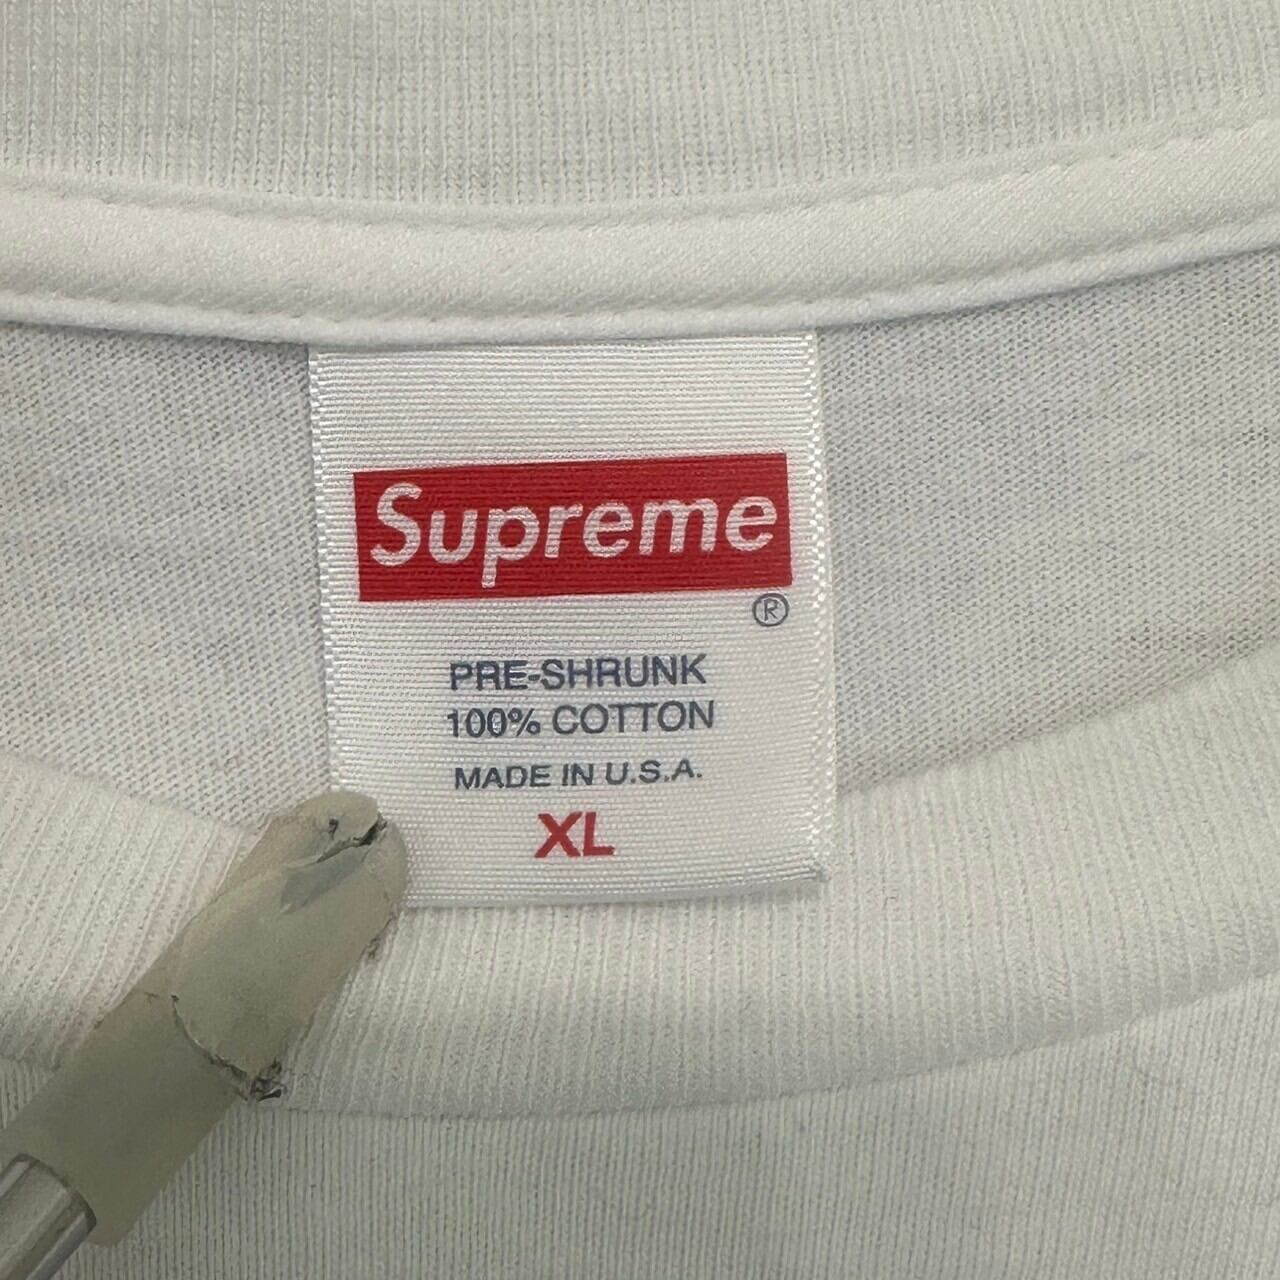 Supreme
®
PRE-SHRUNK
100% COTTON
MADE IN U.S.A.
XL